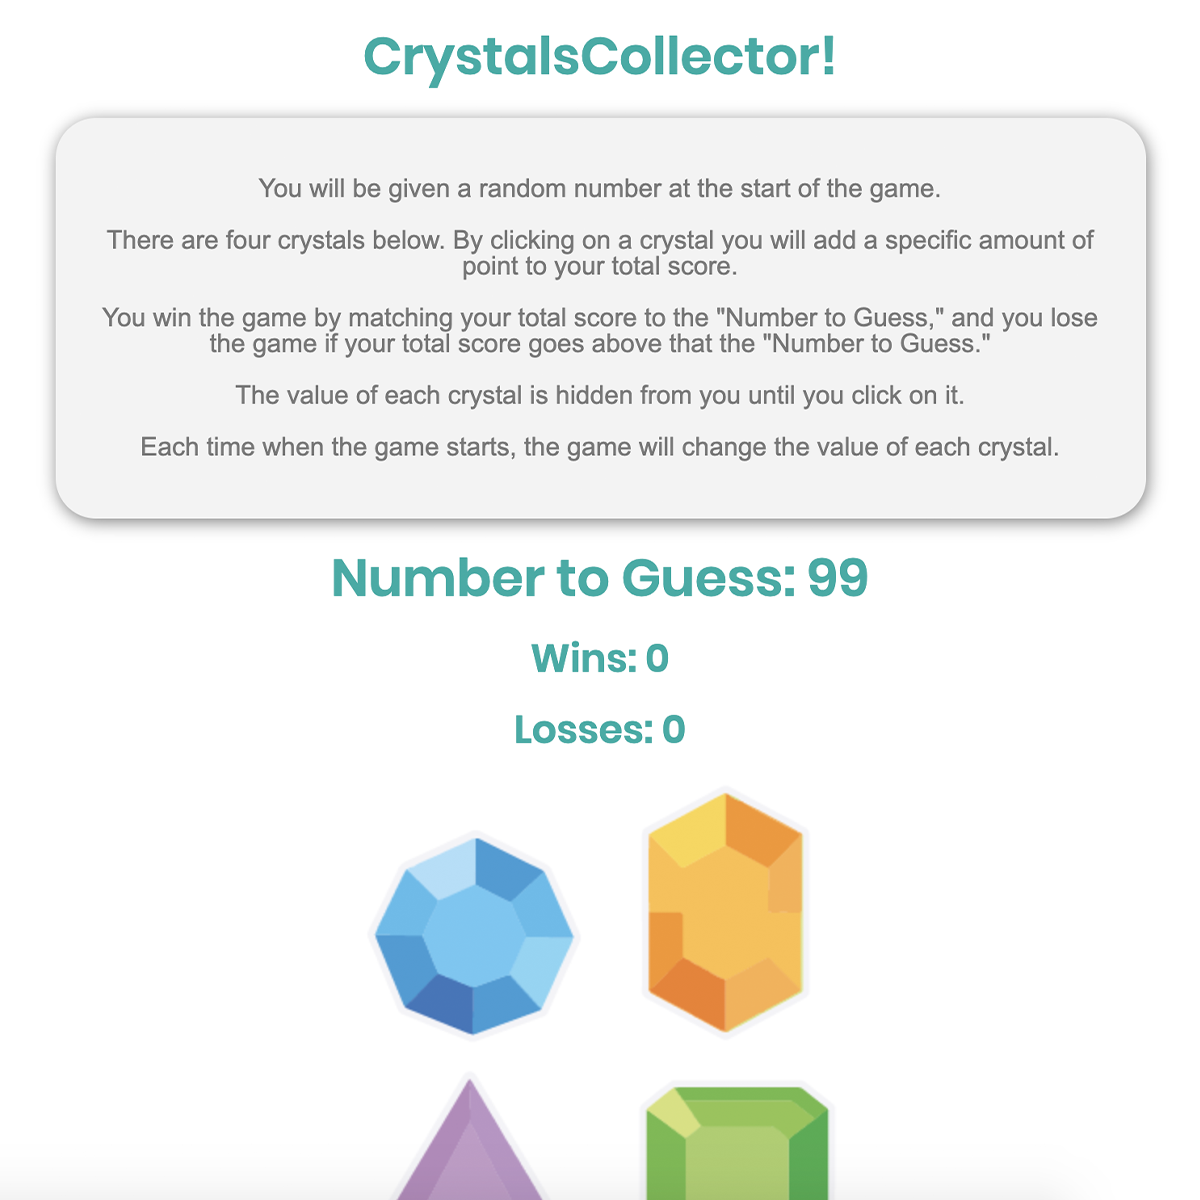 CrystalsCollector!
You will be given a random number at the start of the game.
There are four crystals below. By clicking on a crystal you will add a specific amount of
point to your total score.
You win the game by matching your total score to the "Number to Guess," and you lose
the game if your total score goes above that the "Number to Guess."
The value of each crystal is hidden from you until you click on it.
Each time when the game starts, the game will change the value of each crystal.
Number to Guess: 99
Wins: 0
Losses: 0